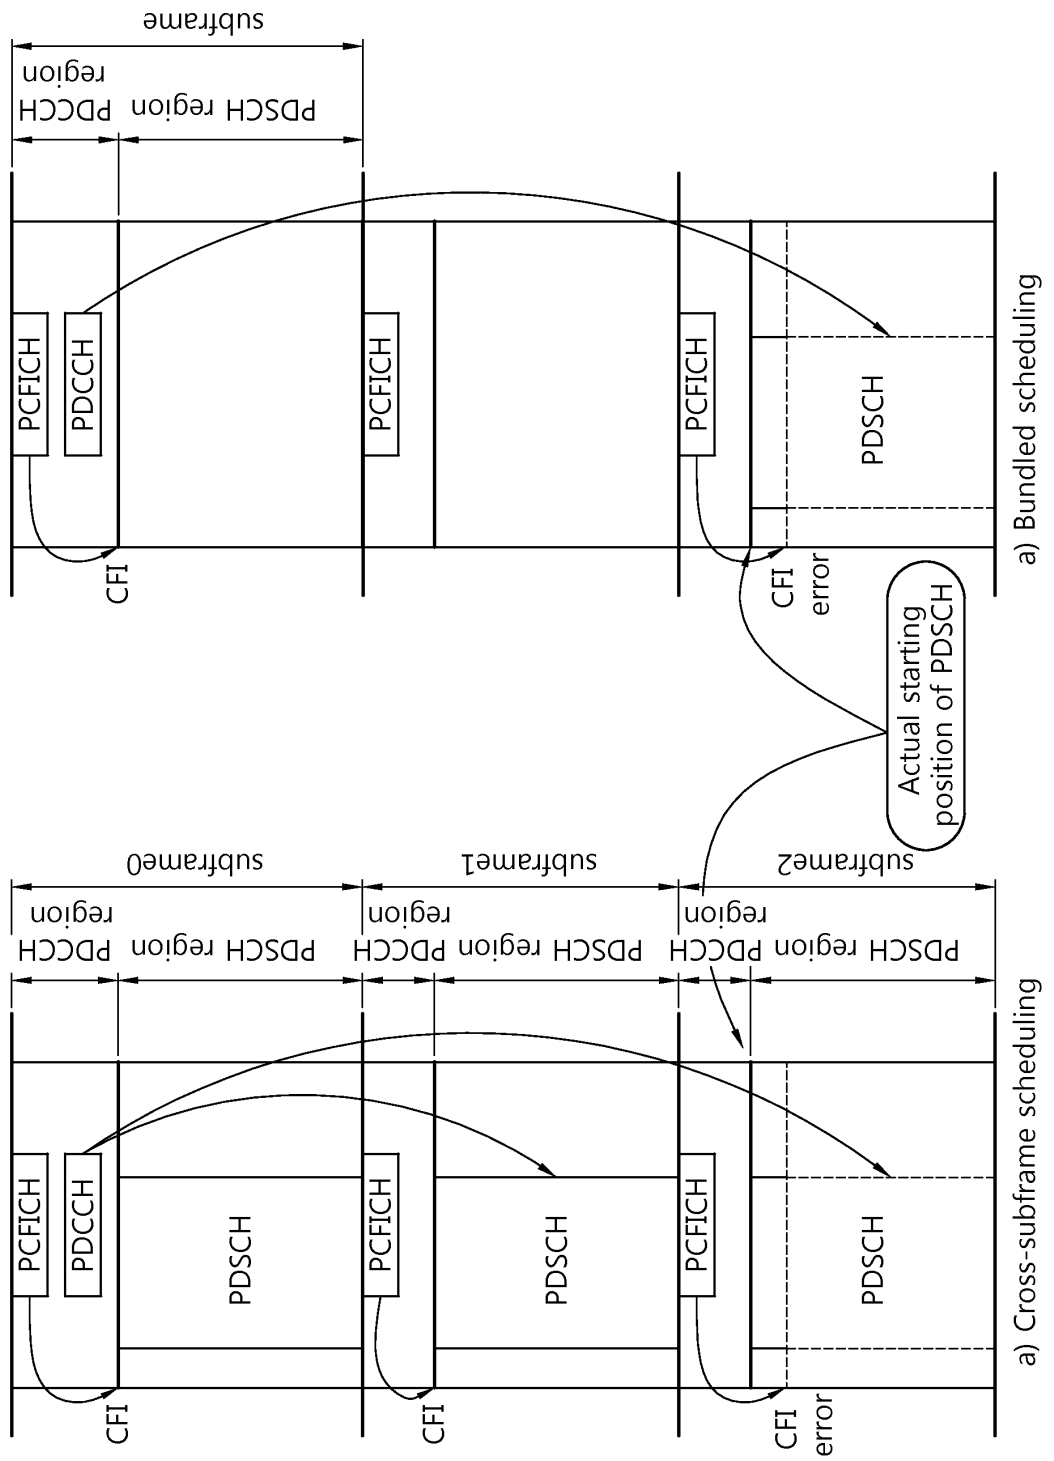 subframe0
PDCCH
region
PDSCH region
subframe1
PDCCH
region
PDSCH region
subframe2
PDCCH
region
PDSCH region
PCFICH
PDCCH
PDSCH
PCFICH
PDSCH
PCFICH
PDSCH
CFI
CFI
CFI
error
a) Cross-subframe scheduling
Actual starting
position of PDSCH
subframe
PDCCH
region
PDSCH region
PCFICH
PDCCH
PCFICH
PCFICH
PDSCH
CFI
CFI
error
a) Bundled scheduling